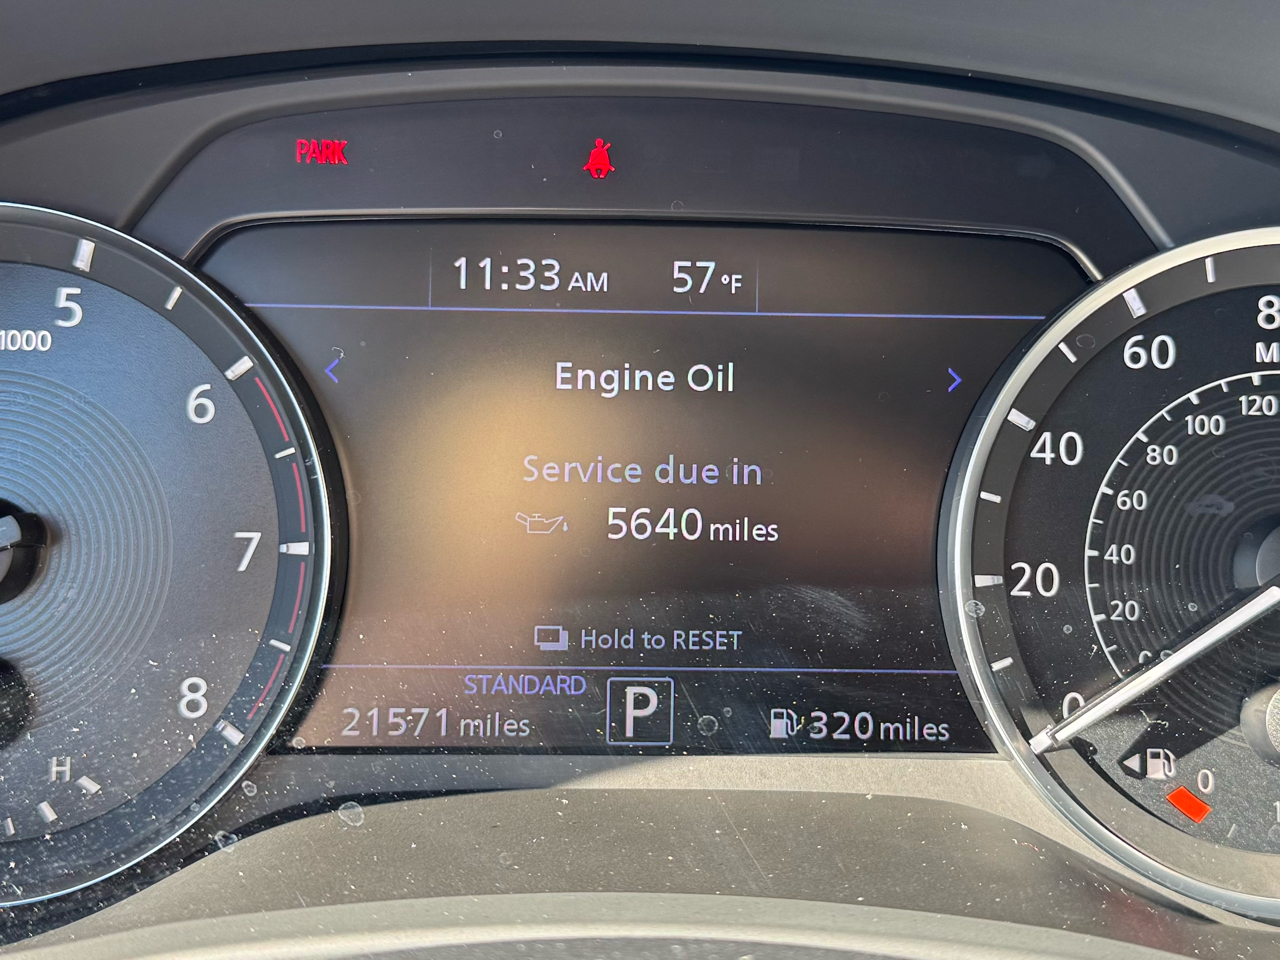 PARK
11:33 AM 57°F
Engine Oil
Service due in
5640 miles
Hold to RESET
STANDARD
21571 miles P 320 miles
5
1000
6
7
8
H
60
40
20
0
120
100
80
60
40
20
0